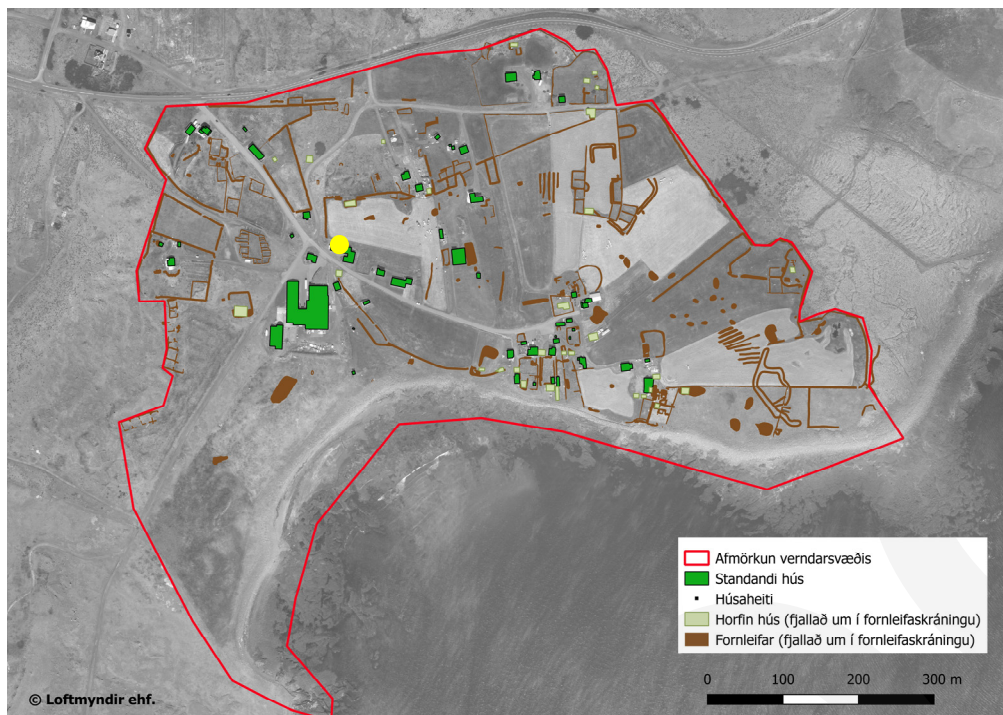 Afmörkun verndarsvæðis
Standandi hús
Húsaheiti
Horfin hús (fjallað um í fornleifaskráningu)
Fornleifar (fjallað um í fornleifaskráningu)
© Loftmyndir ehf.
0 100 200 300 m